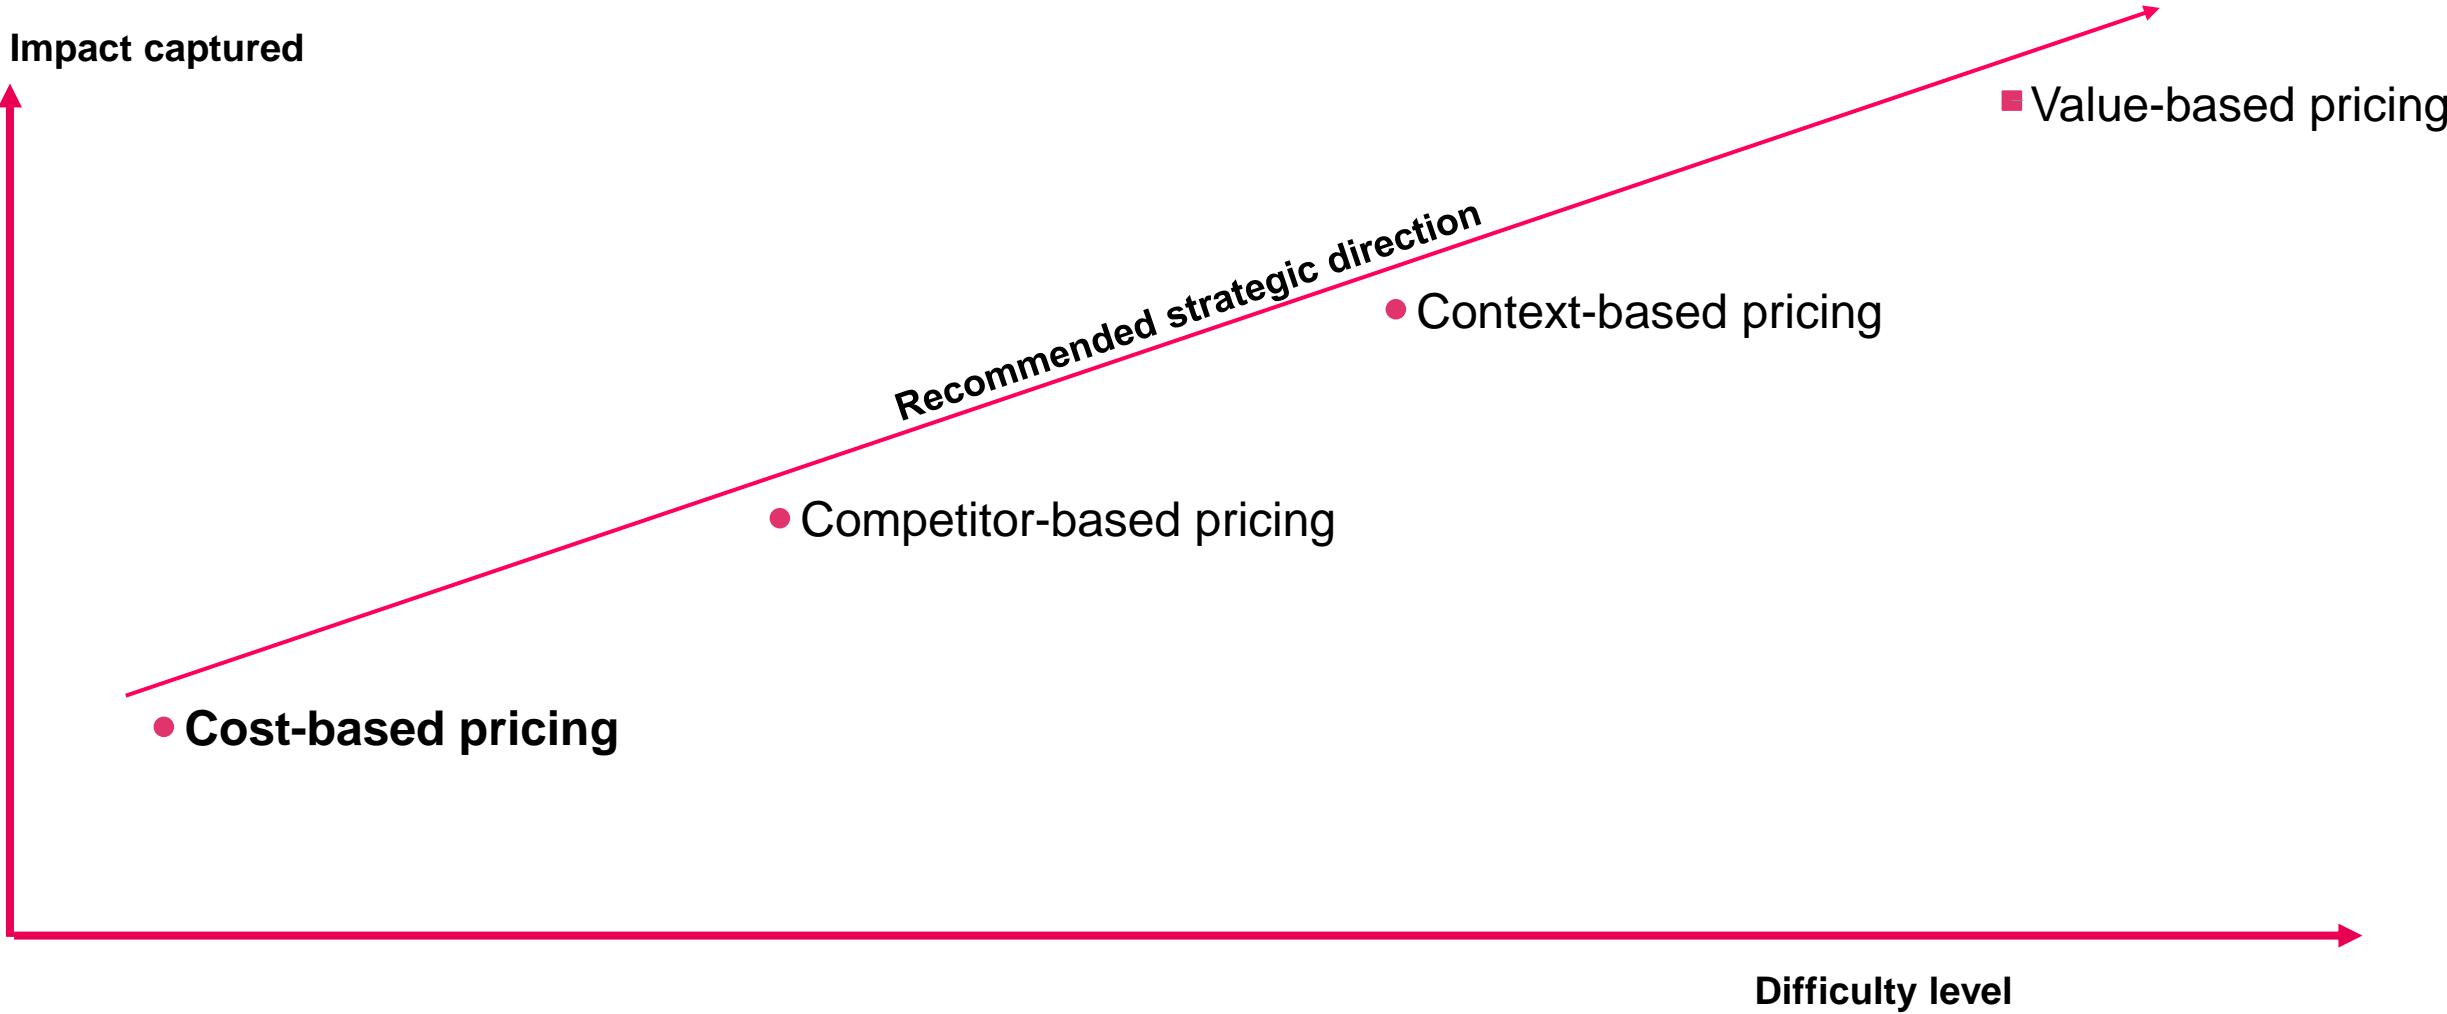 Impact captured
Value-based pricing
Recommended strategic direction
Context-based pricing
Competitor-based pricing
Cost-based pricing
Difficulty level